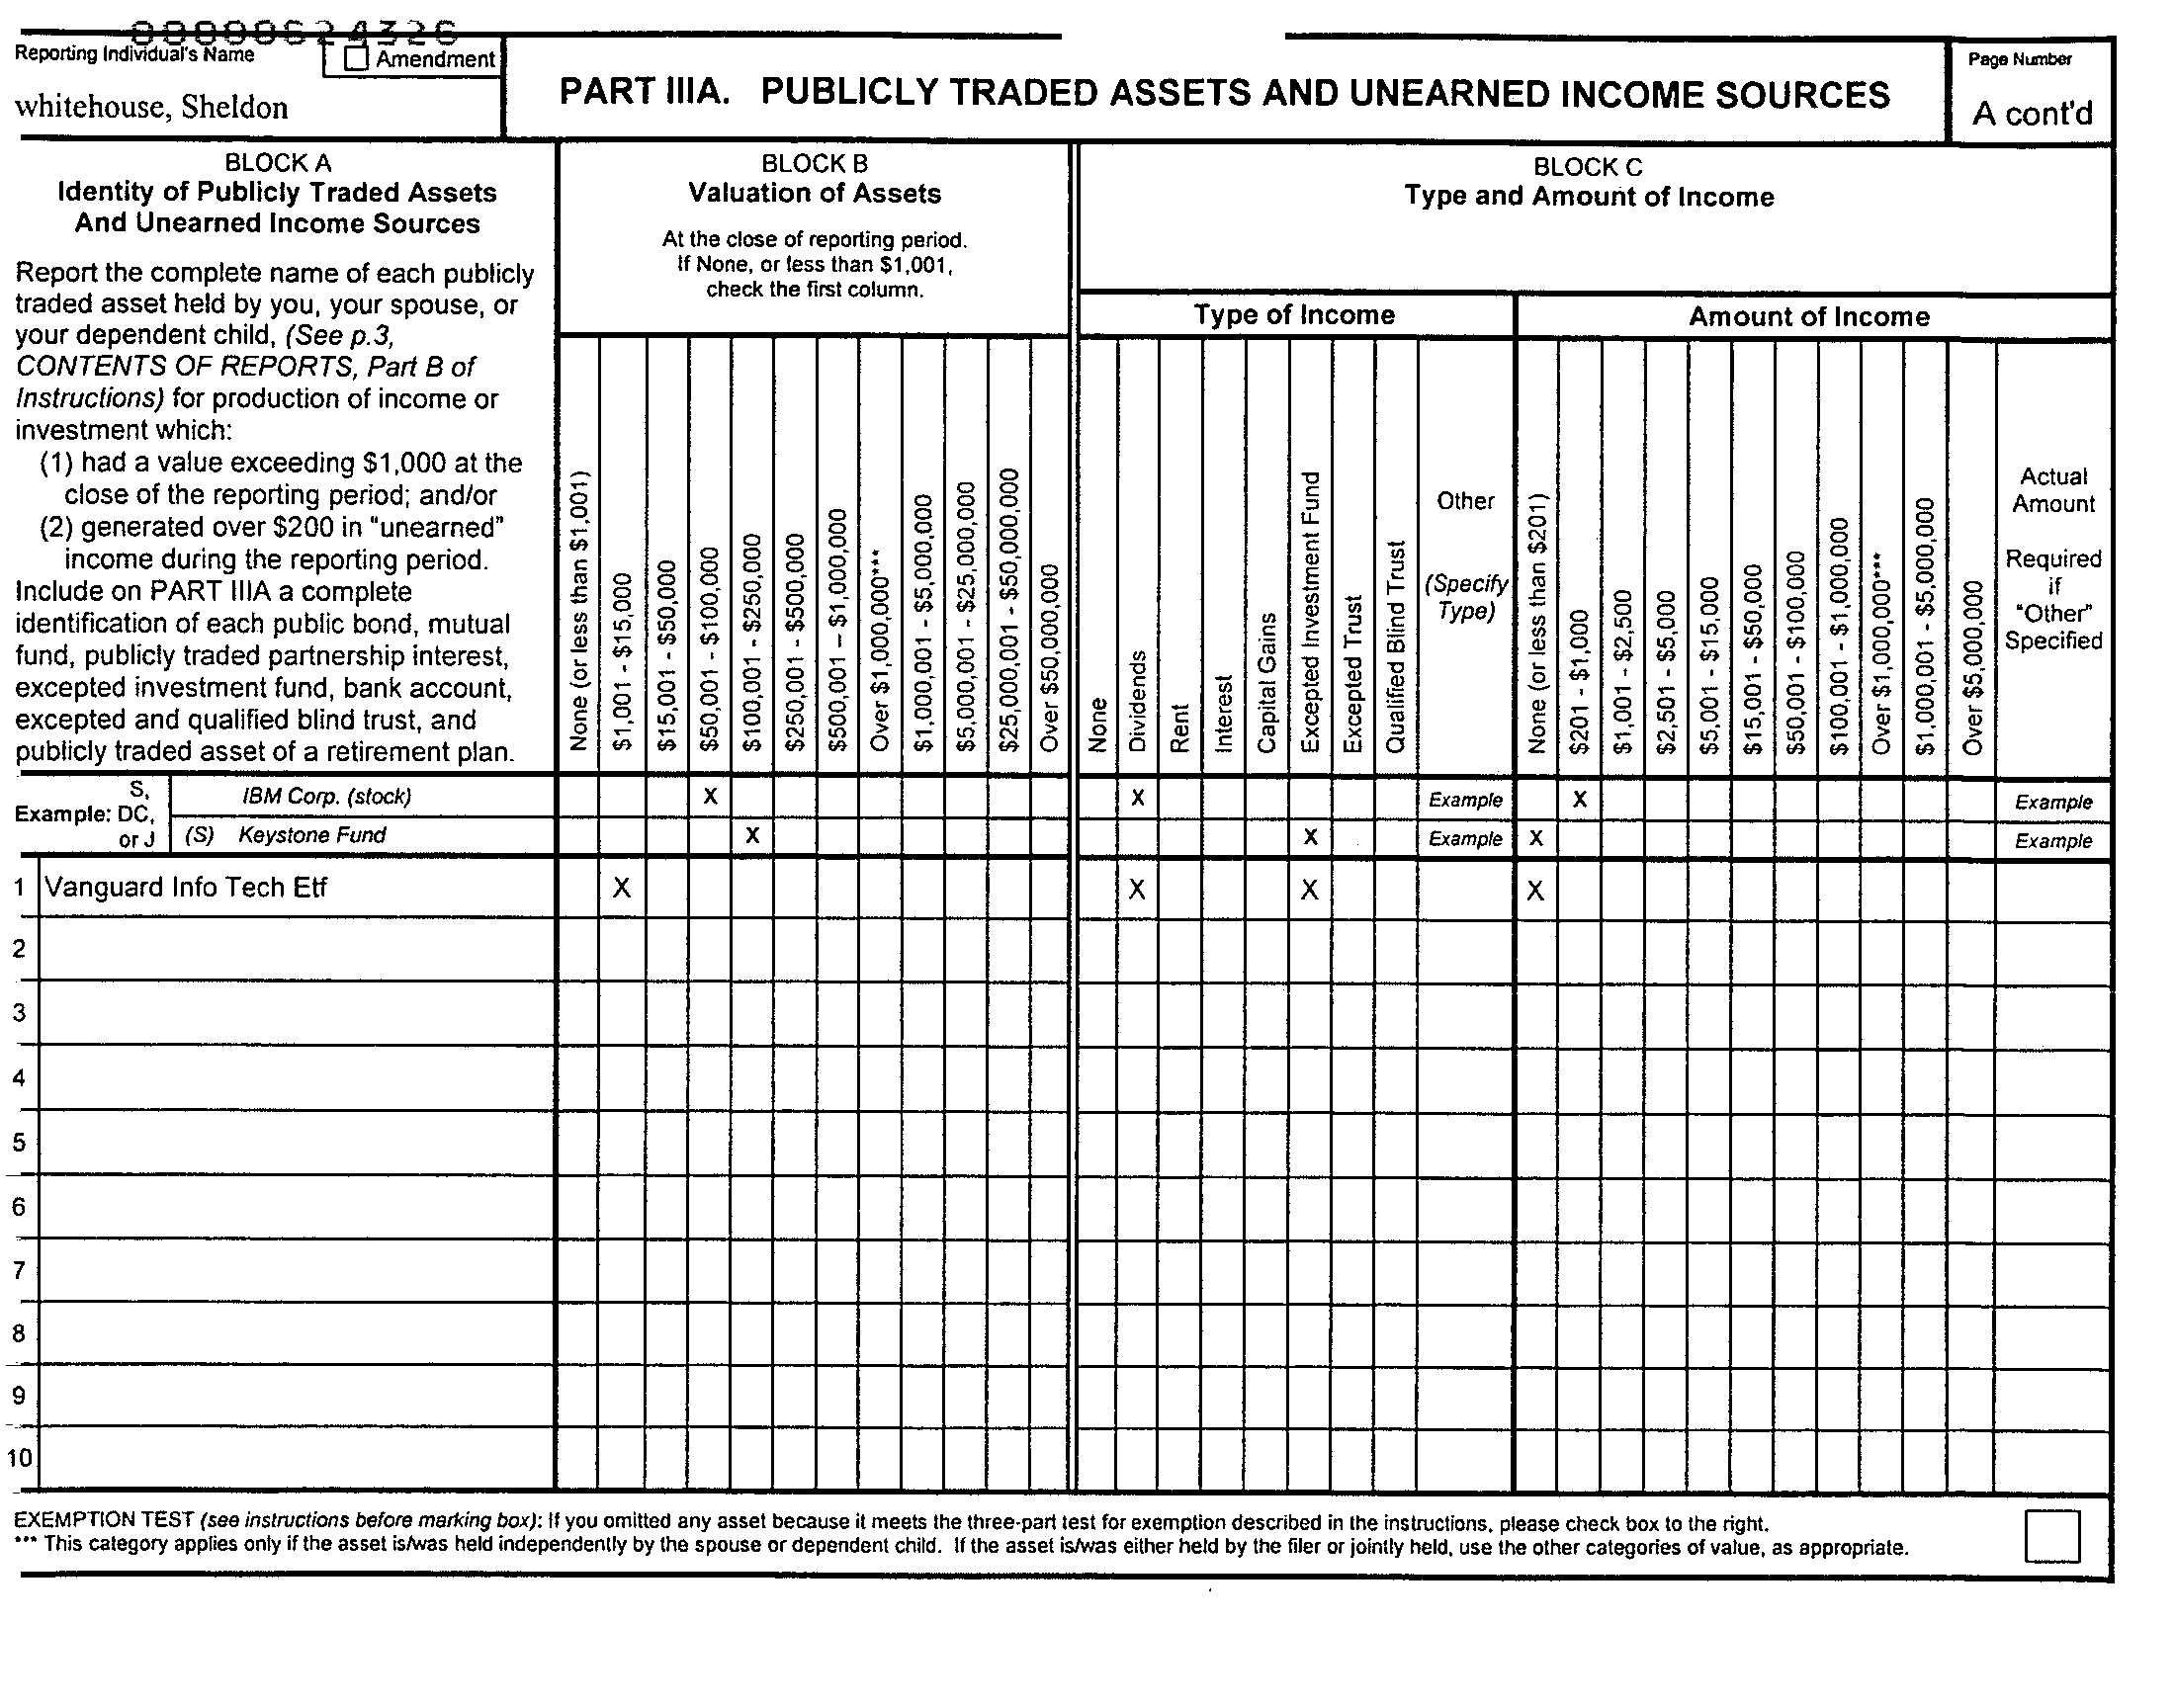 00000624326
Reporting Individual's Name
Amendment
whitehouse, Sheldon
PART IIIA. PUBLICLY TRADED ASSETS AND UNEARNED INCOME SOURCES
Page Number
A cont'd
BLOCK A
Identity of Publicly Traded Assets
And Unearned Income Sources
Report the complete name of each publicly
traded asset held by you, your spouse, or
your dependent child, (See p.3,
CONTENTS OF REPORTS, Part B of
Instructions) for production of income or
investment which:
(1) had a value exceeding $1,000 at the
close of the reporting period; and/or
(2) generated over $200 in "unearned"
income during the reporting period.
Include on PART IIIA a complete
identification of each public bond, mutual
fund, publicly traded partnership interest,
excepted investment fund, bank account,
excepted and qualified blind trust, and
publicly traded asset of a retirement plan.
BLOCK B
Valuation of Assets
At the close of reporting period.
If None, or less than $1,001,
check the first column.
None (or less than $1,001)
$1,001 - $15,000
$15,001 - $50,000
$50,001 - $100,000
$100,001 - $250,000
$250,001 - $500,000
$500,001 – $1,000,000
Over $1,000,000***
$1,000,001 - $5,000,000
$5,000,001 - $25,000,000
$25,000,001 - $50,000,000
Over $50,000,000
BLOCK C
Type and Amount of Income
Type of Income
None
Dividends
Rent
Interest
Capital Gains
Excepted Investment Fund
Excepted Trust
Qualified Blind Trust
Other
(Specify
Type)
Amount of Income
None (or less than $201)
$201 - $1,000
$1,001 - $2,500
$2,501 - $5,000
$5,001 - $15,000
$15,001 - $50,000
$50,001 - $100,000
$100,001 - $1,000,000
Over $1,000,000***
$1,000,001 - $5,000,000
Over $5,000,000
Actual
Amount
Required
if
"Other"
Specified
Example:
S,
DC,
or J
IBM Corp. (stock) X X Example X Example
(S) Keystone Fund X X Example X Example
1 Vanguard Info Tech Etf X X X X
2
3
4
5
6
7
8
9
10
EXEMPTION TEST (see instructions before marking box): If you omitted any asset because it meets the three-part test for exemption described in the instructions, please check box to the right.
*** This category applies only if the asset is/was held independently by the spouse or dependent child. If the asset is/was either held by the filer or jointly held, use the other categories of value, as appropriate.